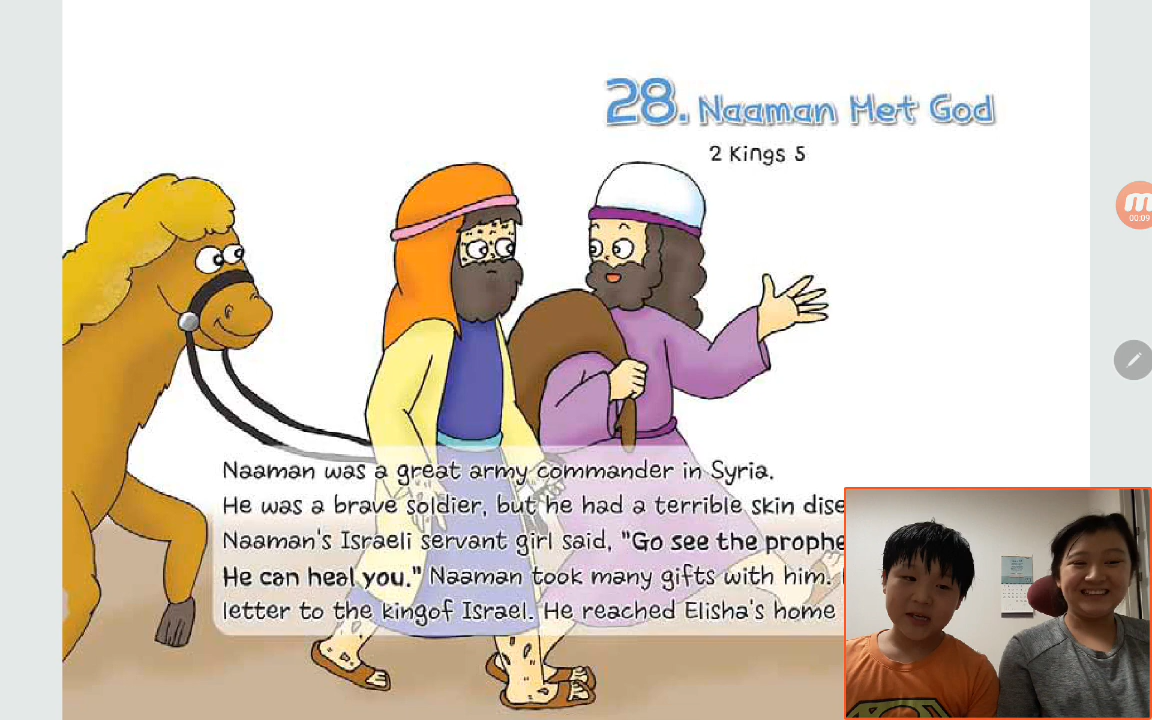 28. Naaman Met God
2 Kings 5
00:09
Naaman was a great army commander in Syria.
He was a brave soldier, but he had a terrible skin dise
Naaman's Israeli servant girl said, "Go see the prophe
He can heal you." Naaman took many gifts with him.
letter to the kingof Israel. He reached Elisha's home